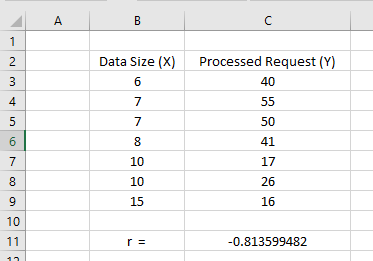 A B C
1
2 Data Size (X) Processed Request (Y)
3 6 40
4 7 55
5 7 50
6 8 41
7 10 17
8 10 26
9 15 16
10
11 r = -0.813599482
12